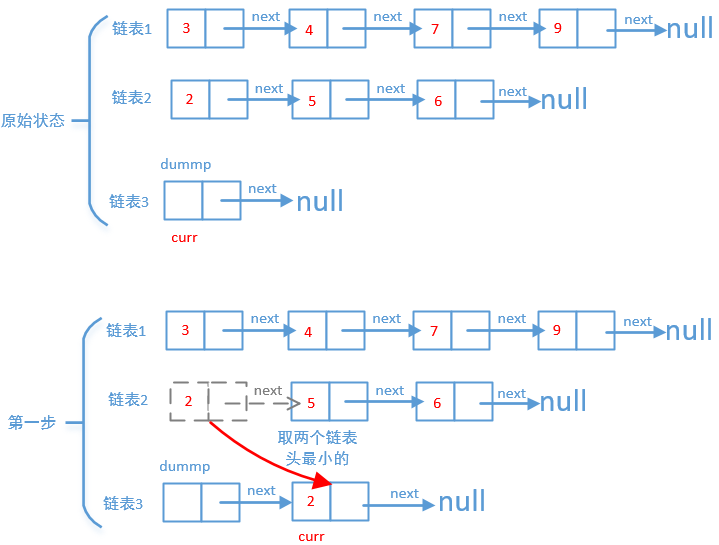 链表1 3 next 4 next 7 next 9 next null
原始状态
链表2 2 next 5 next 6 next null
dummp
链表3 next null
curr
第一步
链表1 3 next 4 next 7 next 9 next null
链表2 2 next 5 next 6 next null
取两个链表
头最小的
dummp
链表3 next 2 next null
curr